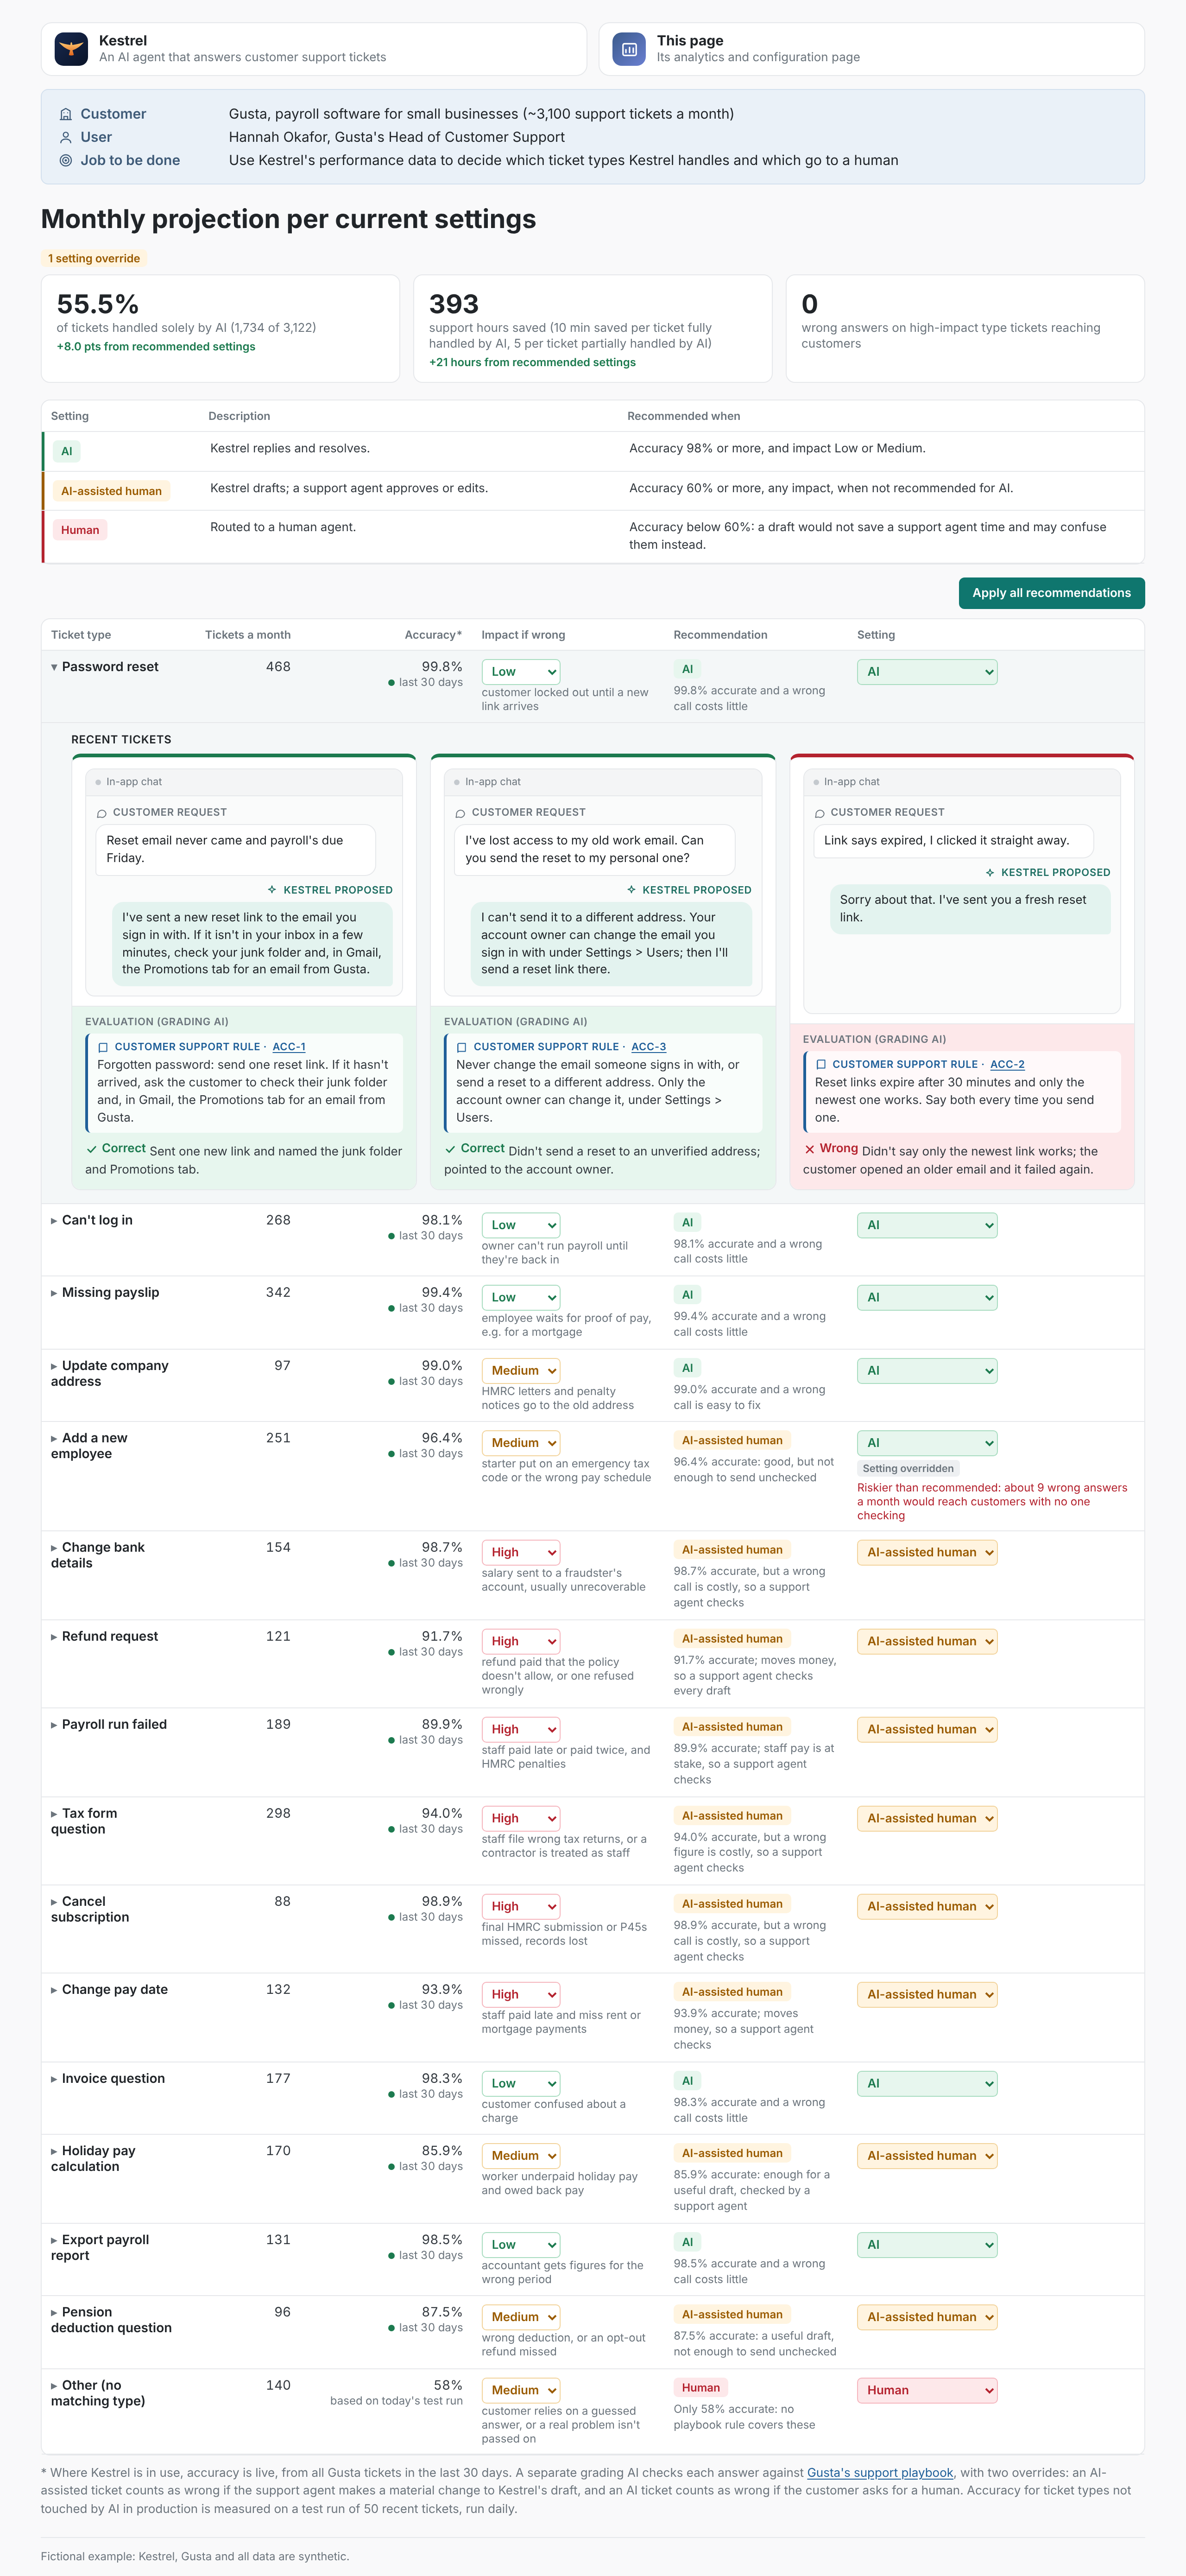 Kestrel
An AI agent that answers customer support tickets
This page
Its analytics and configuration page
Customer
Gusta, payroll software for small businesses (~3,100 support tickets a month)
User
Hannah Okafor, Gusta's Head of Customer Support
Job to be done
Use Kestrel's performance data to decide which ticket types Kestrel handles and which go to a human
Monthly projection per current settings
1 setting override
55.5%
of tickets handled solely by AI (1,734 of 3,122)
+8.0 pts from recommended settings
393
support hours saved (10 min saved per ticket fully
handled by AI, 5 per ticket partially handled by AI)
+21 hours from recommended settings
0
wrong answers on high-impact type tickets reaching
customers
Setting
Description
Recommended when
AI
Kestrel replies and resolves.
Accuracy 98% or more, and impact Low or Medium.
AI-assisted human
Kestrel drafts; a support agent approves or edits.
Accuracy 60% or more, any impact, when not recommended for AI.
Human
Routed to a human agent.
Accuracy below 60%: a draft would not save a support agent time and may confuse
them instead.
Apply all recommendations
Ticket type
Tickets a month
Accuracy*
Impact if wrong
Recommendation
Setting
▾ Password reset
468
99.8%
● last 30 days
Low
customer locked out until a new
link arrives
AI
99.8% accurate and a wrong
call costs little
AI
RECENT TICKETS
In-app chat
CUSTOMER REQUEST
Reset email never came and payroll's due
Friday.
KESTREL PROPOSED
I've sent a new reset link to the email you
sign in with. If it isn't in your inbox in a few
minutes, check your junk folder and, in Gmail,
the Promotions tab for an email from Gusta.
EVALUATION (GRADING AI)
CUSTOMER SUPPORT RULE · ACC-1
Forgotten password: send one reset link. If it hasn't
arrived, ask the customer to check their junk folder
and, in Gmail, the Promotions tab for an email from
Gusta.
Correct Sent one new link and named the junk folder
and Promotions tab.
In-app chat
CUSTOMER REQUEST
I've lost access to my old work email. Can
you send the reset to my personal one?
KESTREL PROPOSED
I can't send it to a different address. Your
account owner can change the email you
sign in with under Settings > Users; then I'll
send a reset link there.
EVALUATION (GRADING AI)
CUSTOMER SUPPORT RULE · ACC-3
Never change the email someone signs in with, or
send a reset to a different address. Only the
account owner can change it, under Settings >
Users.
Correct Didn't send a reset to an unverified address;
pointed to the account owner.
In-app chat
CUSTOMER REQUEST
Link says expired, I clicked it straight away.
KESTREL PROPOSED
Sorry about that. I've sent you a fresh reset
link.
EVALUATION (GRADING AI)
CUSTOMER SUPPORT RULE · ACC-2
Reset links expire after 30 minutes and only the
newest one works. Say both every time you send
one.
Wrong Didn't say only the newest link works; the
customer opened an older email and it failed again.
▸ Can't log in
268
98.1%
● last 30 days
Low
owner can't run payroll until
they're back in
AI
98.1% accurate and a wrong
call costs little
AI
▸ Missing payslip
342
99.4%
● last 30 days
Low
employee waits for proof of pay,
e.g. for a mortgage
AI
99.4% accurate and a wrong
call costs little
AI
▸ Update company
address
97
99.0%
● last 30 days
Medium
HMRC letters and penalty
notices go to the old address
AI
99.0% accurate and a wrong
call is easy to fix
AI
▸ Add a new
employee
251
96.4%
● last 30 days
Medium
starter put on an emergency tax
code or the wrong pay schedule
AI-assisted human
96.4% accurate: good, but not
enough to send unchecked
AI
Setting overridden
Riskier than recommended: about 9 wrong answers
a month would reach customers with no one
checking
▸ Change bank
details
154
98.7%
● last 30 days
High
salary sent to a fraudster's
account, usually unrecoverable
AI-assisted human
98.7% accurate, but a wrong
call is costly, so a support
agent checks
AI-assisted human
▸ Refund request
121
91.7%
● last 30 days
High
refund paid that the policy
doesn't allow, or one refused
wrongly
AI-assisted human
91.7% accurate; moves money,
so a support agent checks
every draft
AI-assisted human
▸ Payroll run failed
189
89.9%
● last 30 days
High
staff paid late or paid twice, and
HMRC penalties
AI-assisted human
89.9% accurate; staff pay is at
stake, so a support agent
checks
AI-assisted human
▸ Tax form
question
298
94.0%
● last 30 days
High
staff file wrong tax returns, or a
contractor is treated as staff
AI-assisted human
94.0% accurate, but a wrong
figure is costly, so a support
agent checks
AI-assisted human
▸ Cancel
subscription
88
98.9%
● last 30 days
High
final HMRC submission or P45s
missed, records lost
AI-assisted human
98.9% accurate, but a wrong
call is costly, so a support
agent checks
AI-assisted human
▸ Change pay date
132
93.9%
● last 30 days
High
staff paid late and miss rent or
mortgage payments
AI-assisted human
93.9% accurate; moves
money, so a support agent
checks
AI-assisted human
▸ Invoice question
177
98.3%
● last 30 days
Low
customer confused about a
charge
AI
98.3% accurate and a wrong
call costs little
AI
▸ Holiday pay
calculation
170
85.9%
● last 30 days
Medium
worker underpaid holiday pay
and owed back pay
AI-assisted human
85.9% accurate: enough for a
useful draft, checked by a
support agent
AI-assisted human
▸ Export payroll
report
131
98.5%
● last 30 days
Low
accountant gets figures for the
wrong period
AI
98.5% accurate and a wrong
call costs little
AI
▸ Pension
deduction question
96
87.5%
● last 30 days
Medium
wrong deduction, or an opt-out
refund missed
AI-assisted human
87.5% accurate: a useful draft,
not enough to send unchecked
AI-assisted human
▸ Other (no
matching type)
140
58%
based on today's test run
Medium
customer relies on a guessed
answer, or a real problem isn't
passed on
Human
Only 58% accurate: no
playbook rule covers these
Human
* Where Kestrel is in use, accuracy is live, from all Gusta tickets in the last 30 days. A separate grading AI checks each answer against Gusta's support playbook, with two overrides: an AI-
assisted ticket counts as wrong if the support agent makes a material change to Kestrel's draft, and an AI ticket counts as wrong if the customer asks for a human. Accuracy for ticket types not
touched by AI in production is measured on a test run of 50 recent tickets, run daily.
Fictional example: Kestrel, Gusta and all data are synthetic.